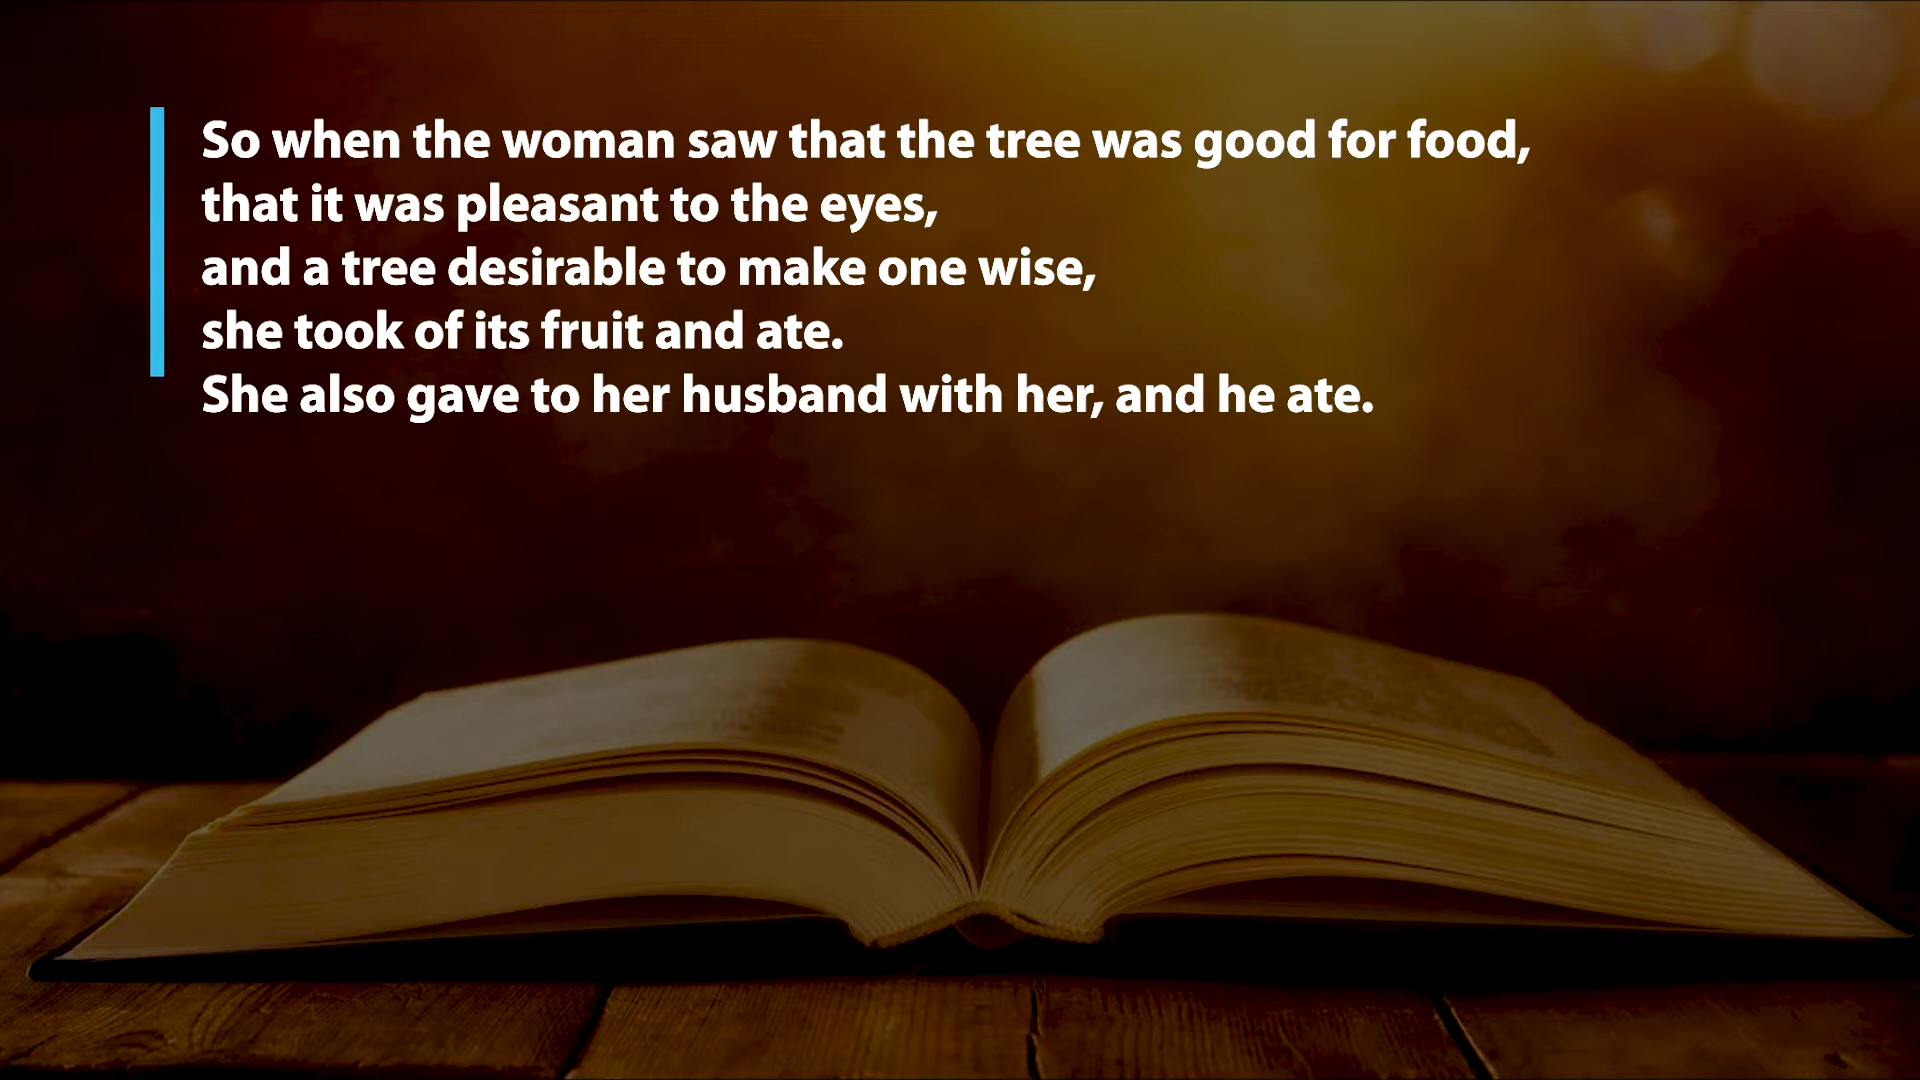 So when the woman saw that the tree was good for food,
that it was pleasant to the eyes,
and a tree desirable to make one wise,
she took of its fruit and ate.
She also gave to her husband with her, and he ate.